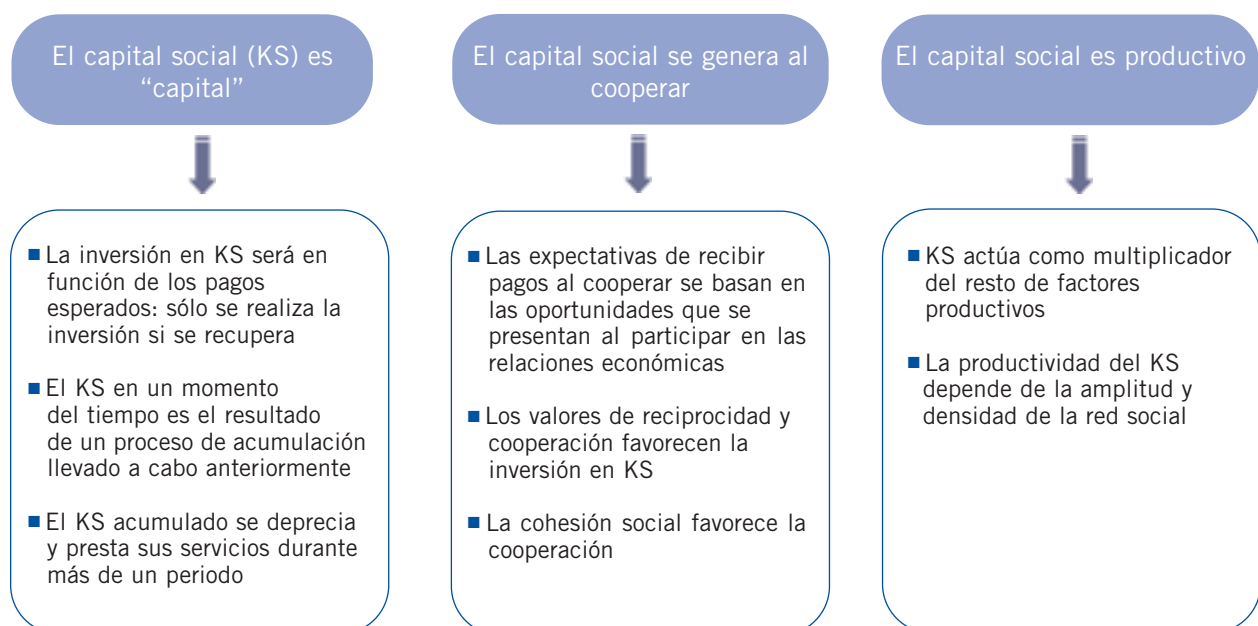 El capital social (KS) es
“capital”
El capital social se genera al
cooperar
El capital social es productivo
■ La inversión en KS será en
función de los pagos
esperados: sólo se realiza la
inversión si se recupera
■ El KS en un momento
del tiempo es el resultado
de un proceso de acumulación
llevado a cabo anteriormente
■ El KS acumulado se deprecia
y presta sus servicios durante
más de un periodo
■ Las expectativas de recibir
pagos al cooperar se basan en
las oportunidades que se
presentan al participar en las
relaciones económicas
■ Los valores de reciprocidad y
cooperación favorecen la
inversión en KS
■ La cohesión social favorece la
cooperación
■ KS actúa como multiplicador
del resto de factores
productivos
■ La productividad del KS
depende de la amplitud y
densidad de la red social